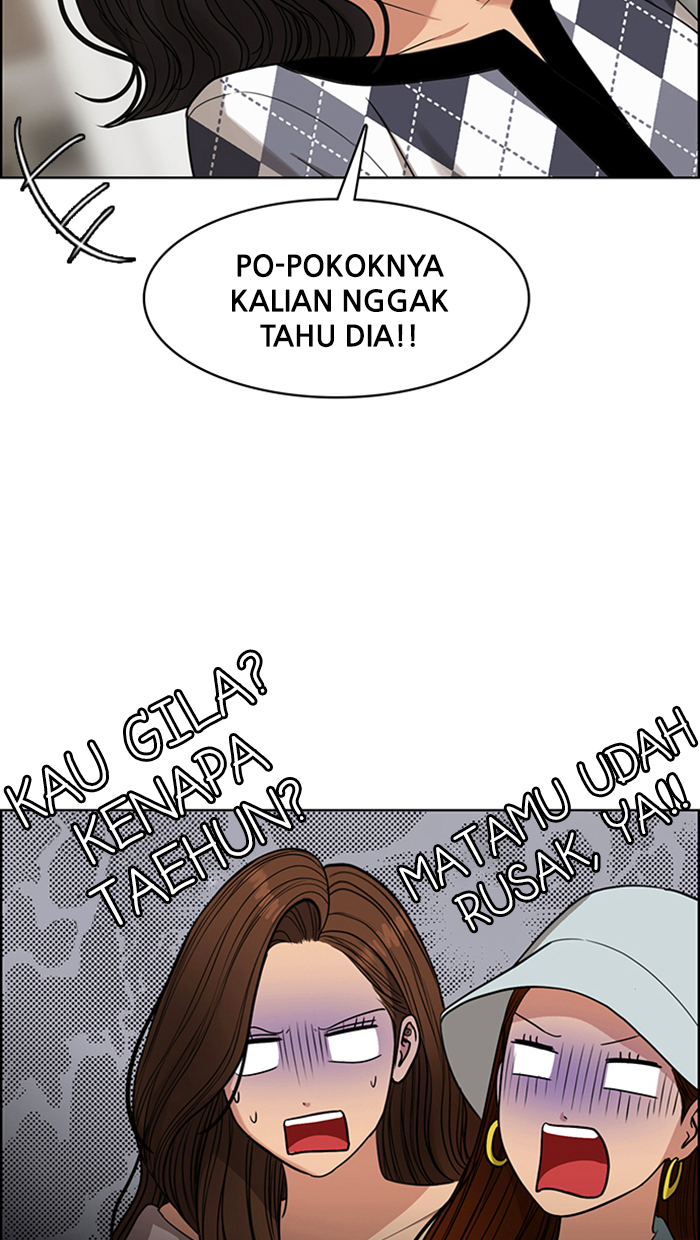 PO-POKOKNYA
KALIAN NGGAK
TAHU DIA!!
KAU GILA?
KENAPA
TAEHUN?
MATAMU UDAH
RUSAK, YA!!